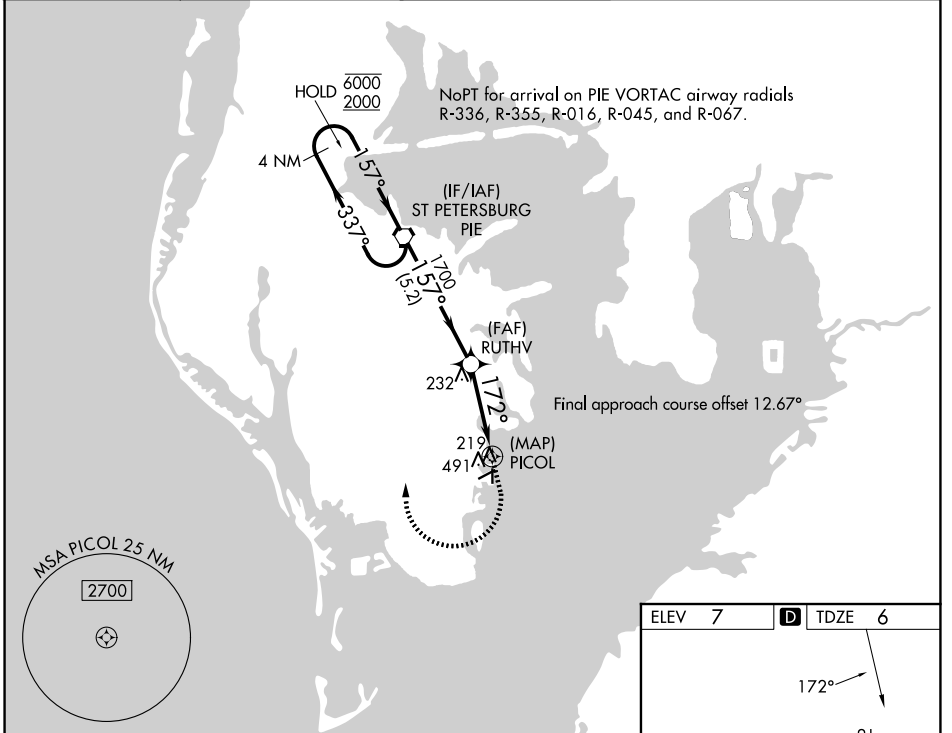 HOLD 6000
2000
NoPT for arrival on PIE VORTAC airway radials
R-336, R-355, R-016, R-045, and R-067.
4 NM
157°
337°
(IF/IAF)
ST PETERSBURG
PIE
1700
157°
(5.2)
(FAF)
RUTHV
232
172°
Final approach course offset 12.67°
219
491
(MAP)
PICOL
MSA PICOL 25 NM
2700
ELEV 7 D TDZE 6
172°